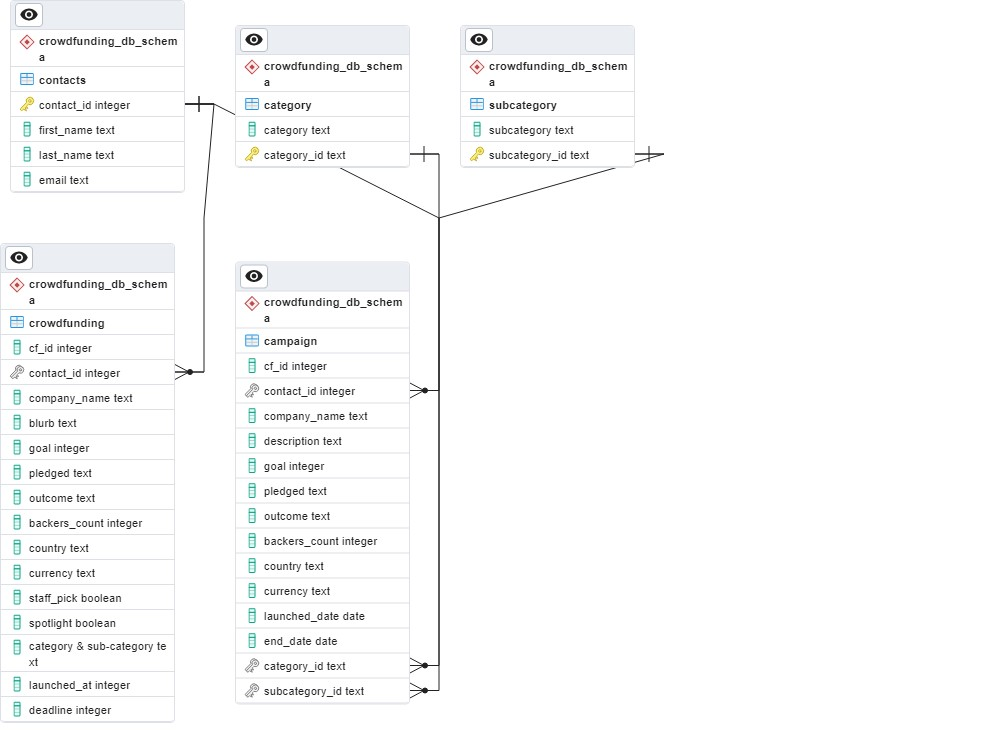 crowdfunding_db_schem
a
contacts
contact_id integer
first_name text
last_name text
email text
crowdfunding_db_schem
a
category
category text
category_id text
crowdfunding_db_schem
a
subcategory
subcategory text
subcategory_id text
crowdfunding_db_schem
a
crowdfunding
cf_id integer
contact_id integer
company_name text
blurb text
goal integer
pledged text
outcome text
backers_count integer
country text
currency text
staff_pick boolean
spotlight boolean
category & sub-category te
xt
launched_at integer
deadline integer
crowdfunding_db_schem
a
campaign
cf_id integer
contact_id integer
company_name text
description text
goal integer
pledged text
outcome text
backers_count integer
country text
currency text
launched_date date
end_date date
category_id text
subcategory_id text